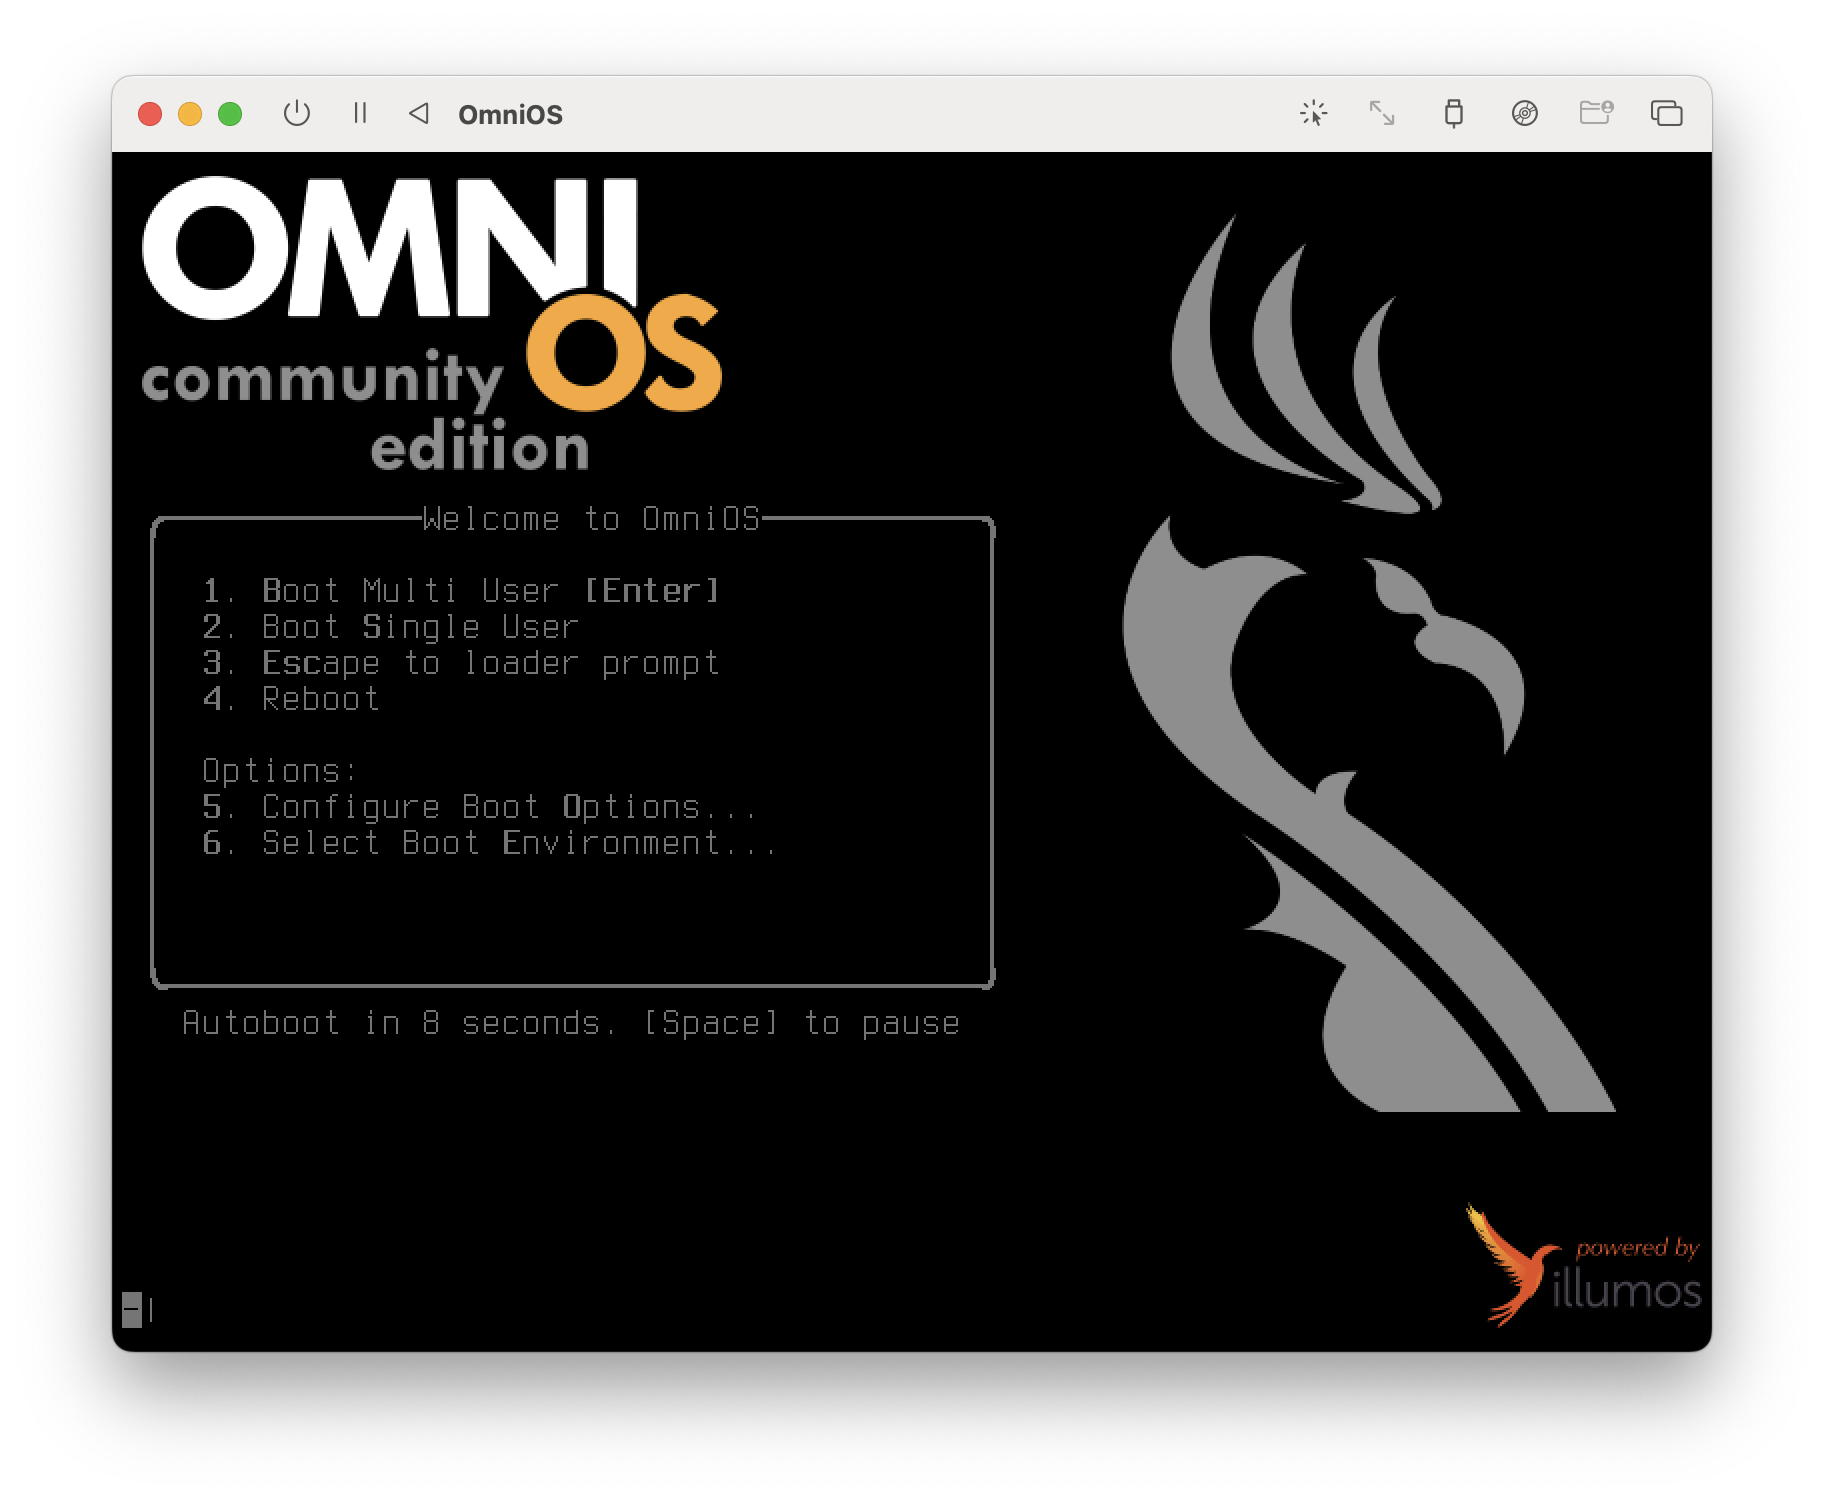 OmniOS
OMNI
OS
community
edition
Welcome to OmniOS
1. Boot Multi User [Enter]
2. Boot Single User
3. Escape to loader prompt
4. Reboot
Options:
5. Configure Boot Options...
6. Select Boot Environment...
Autoboot in 8 seconds. [Space] to pause
powered by
illumos
-|